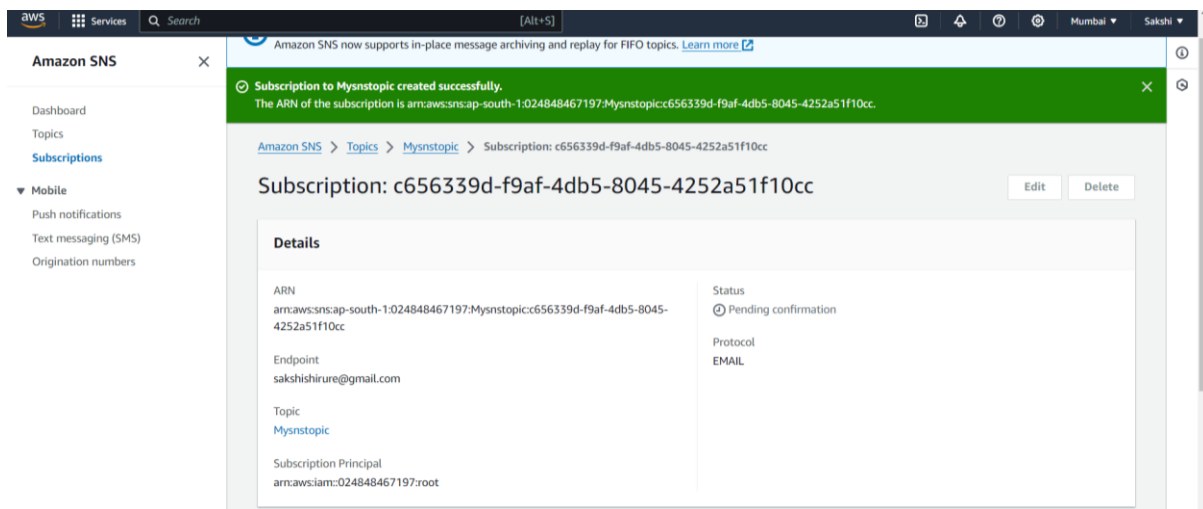 aws Services Search [Alt+S] Mumbai Sakshi
Amazon SNS
Dashboard
Topics
Subscriptions
Mobile
Push notifications
Text messaging (SMS)
Origination numbers
Amazon SNS now supports in-place message archiving and replay for FIFO topics. Learn more
Subscription to Mysnstopic created successfully.
The ARN of the subscription is arn:aws:sns:ap-south-1:024848467197:Mysnstopic:c656339d-f9af-4db5-8045-4252a51f10cc.
Amazon SNS > Topics > Mysnstopic > Subscription: c656339d-f9af-4db5-8045-4252a51f10cc
Subscription: c656339d-f9af-4db5-8045-4252a51f10cc
Edit Delete
Details
ARN
arn:aws:sns:ap-south-1:024848467197:Mysnstopic:c656339d-f9af-4db5-8045-
4252a51f10cc
Endpoint
sakshishirure@gmail.com
Topic
Mysnstopic
Subscription Principal
arn:aws:iam::024848467197:root
Status
Pending confirmation
Protocol
EMAIL